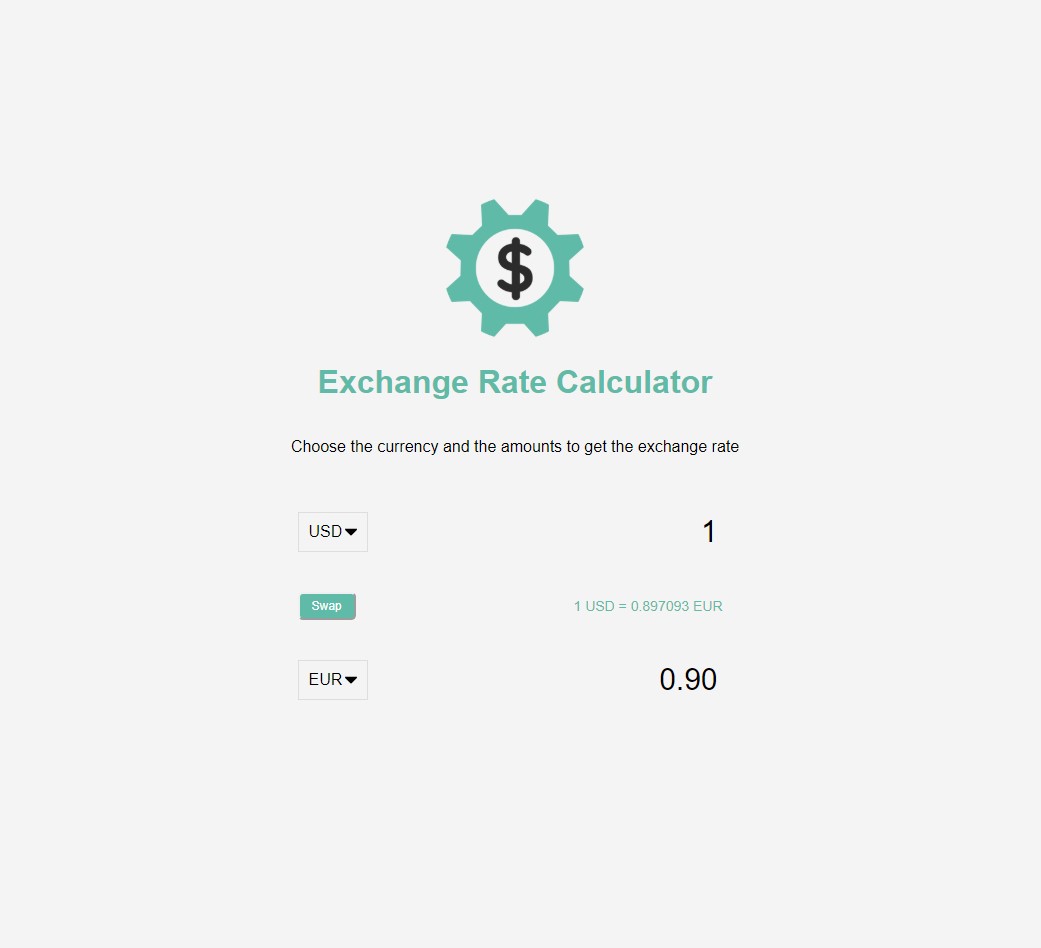 $
Exchange Rate Calculator
Choose the currency and the amounts to get the exchange rate
USD 1
Swap 1 USD = 0.897093 EUR
EUR 0.90